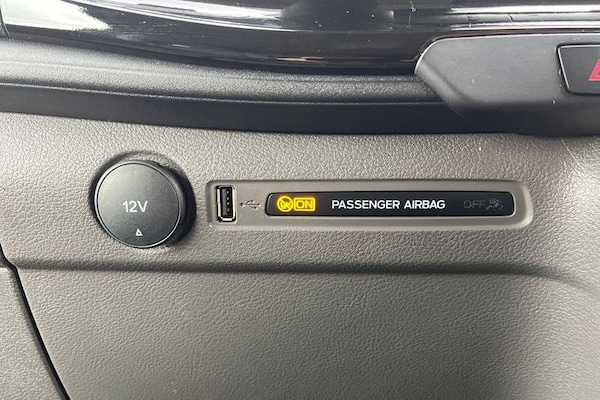 12V
ON PASSENGER AIRBAG OFF